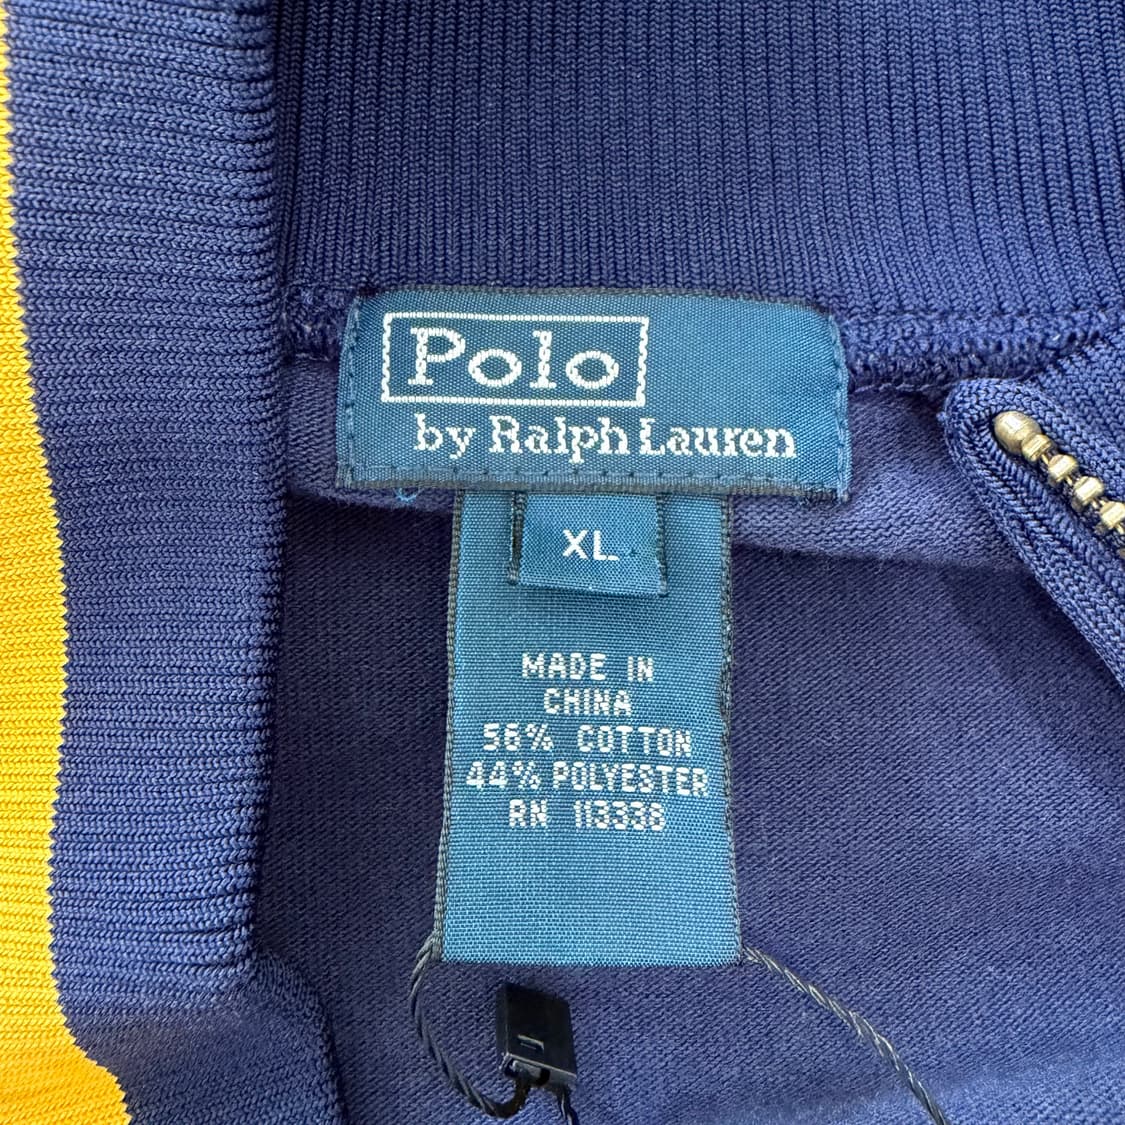 Polo
by Ralph Lauren
XL
MADE IN
CHINA
56% COTTON
44% POLYESTER
RN 113338